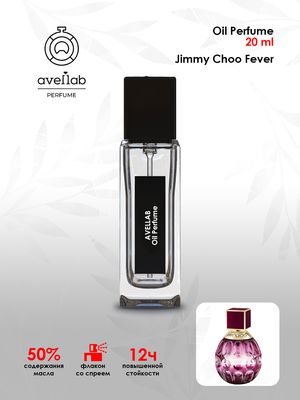 avellab
PERFUME
Oil Perfume
20 ml
Jimmy Choo Fever
AVELLAB
Oil Perfume
50%
содержания
масла
флакон
со спреем
12ч
повышенной
стойкости